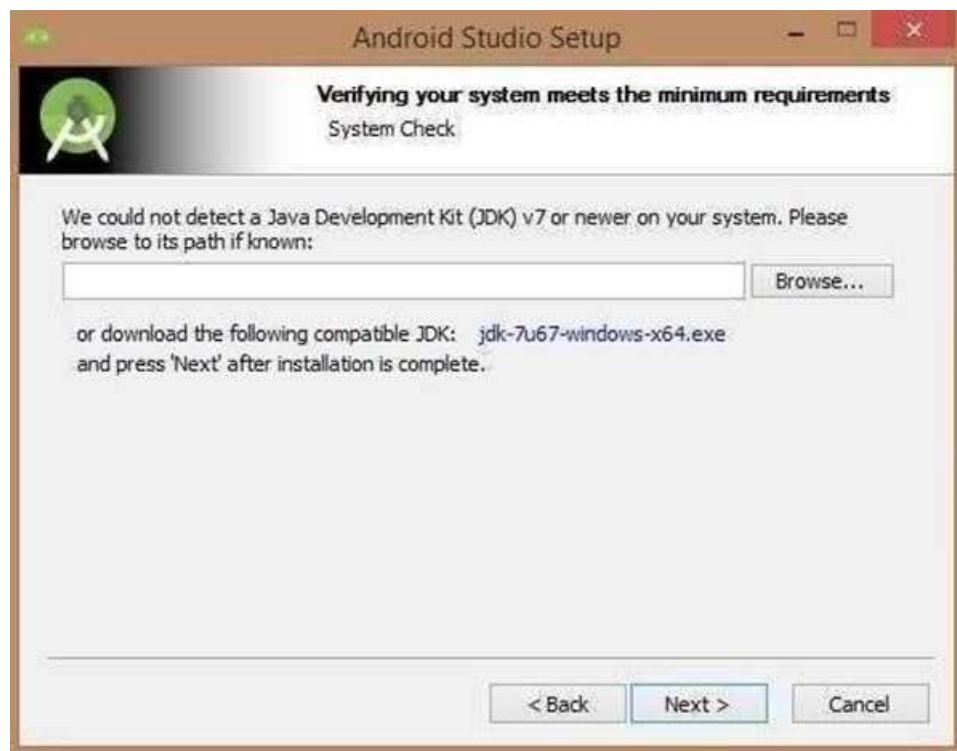 Android Studio Setup
Verifying your system meets the minimum requirements
System Check
We could not detect a Java Development Kit (JDK) v7 or newer on your system. Please
browse to its path if known:
Browse...
or download the following compatible JDK: jdk-7u67-windows-x64.exe
and press 'Next' after installation is complete.
< Back
Next >
Cancel